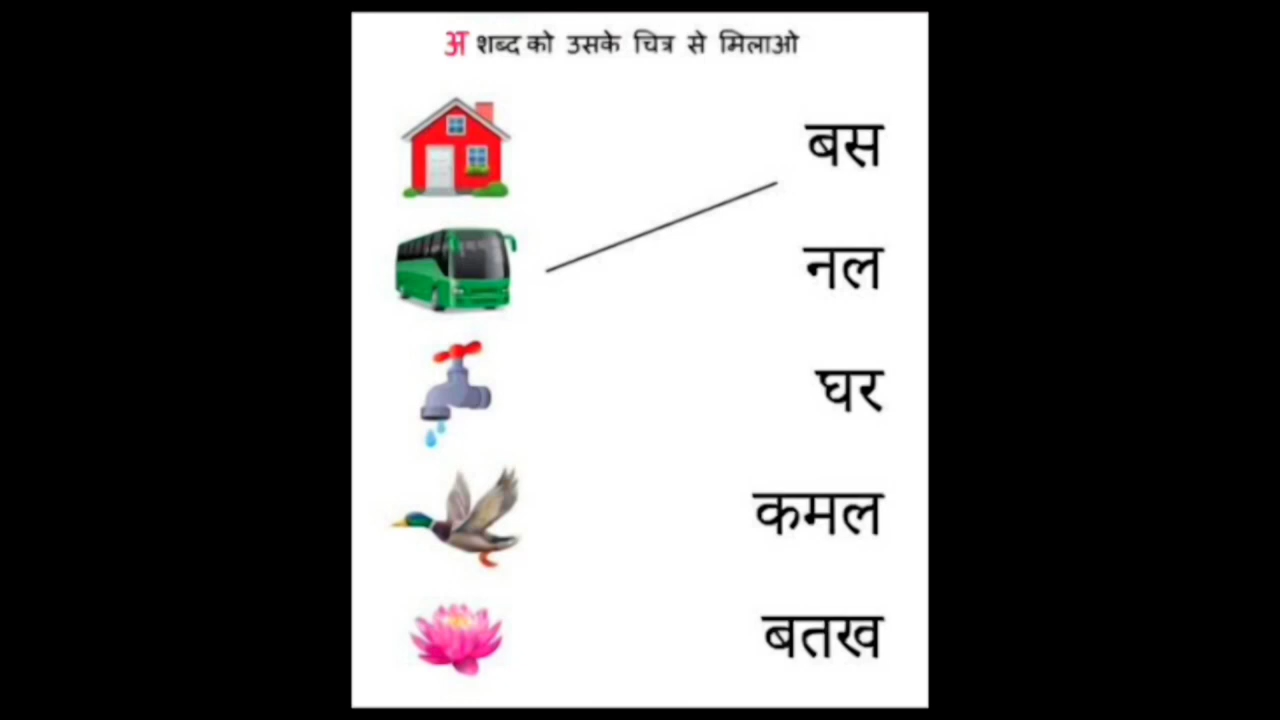 अ शब्द को उसके चित्र से मिलाओ
बस
नल
घर
कमल
बतख